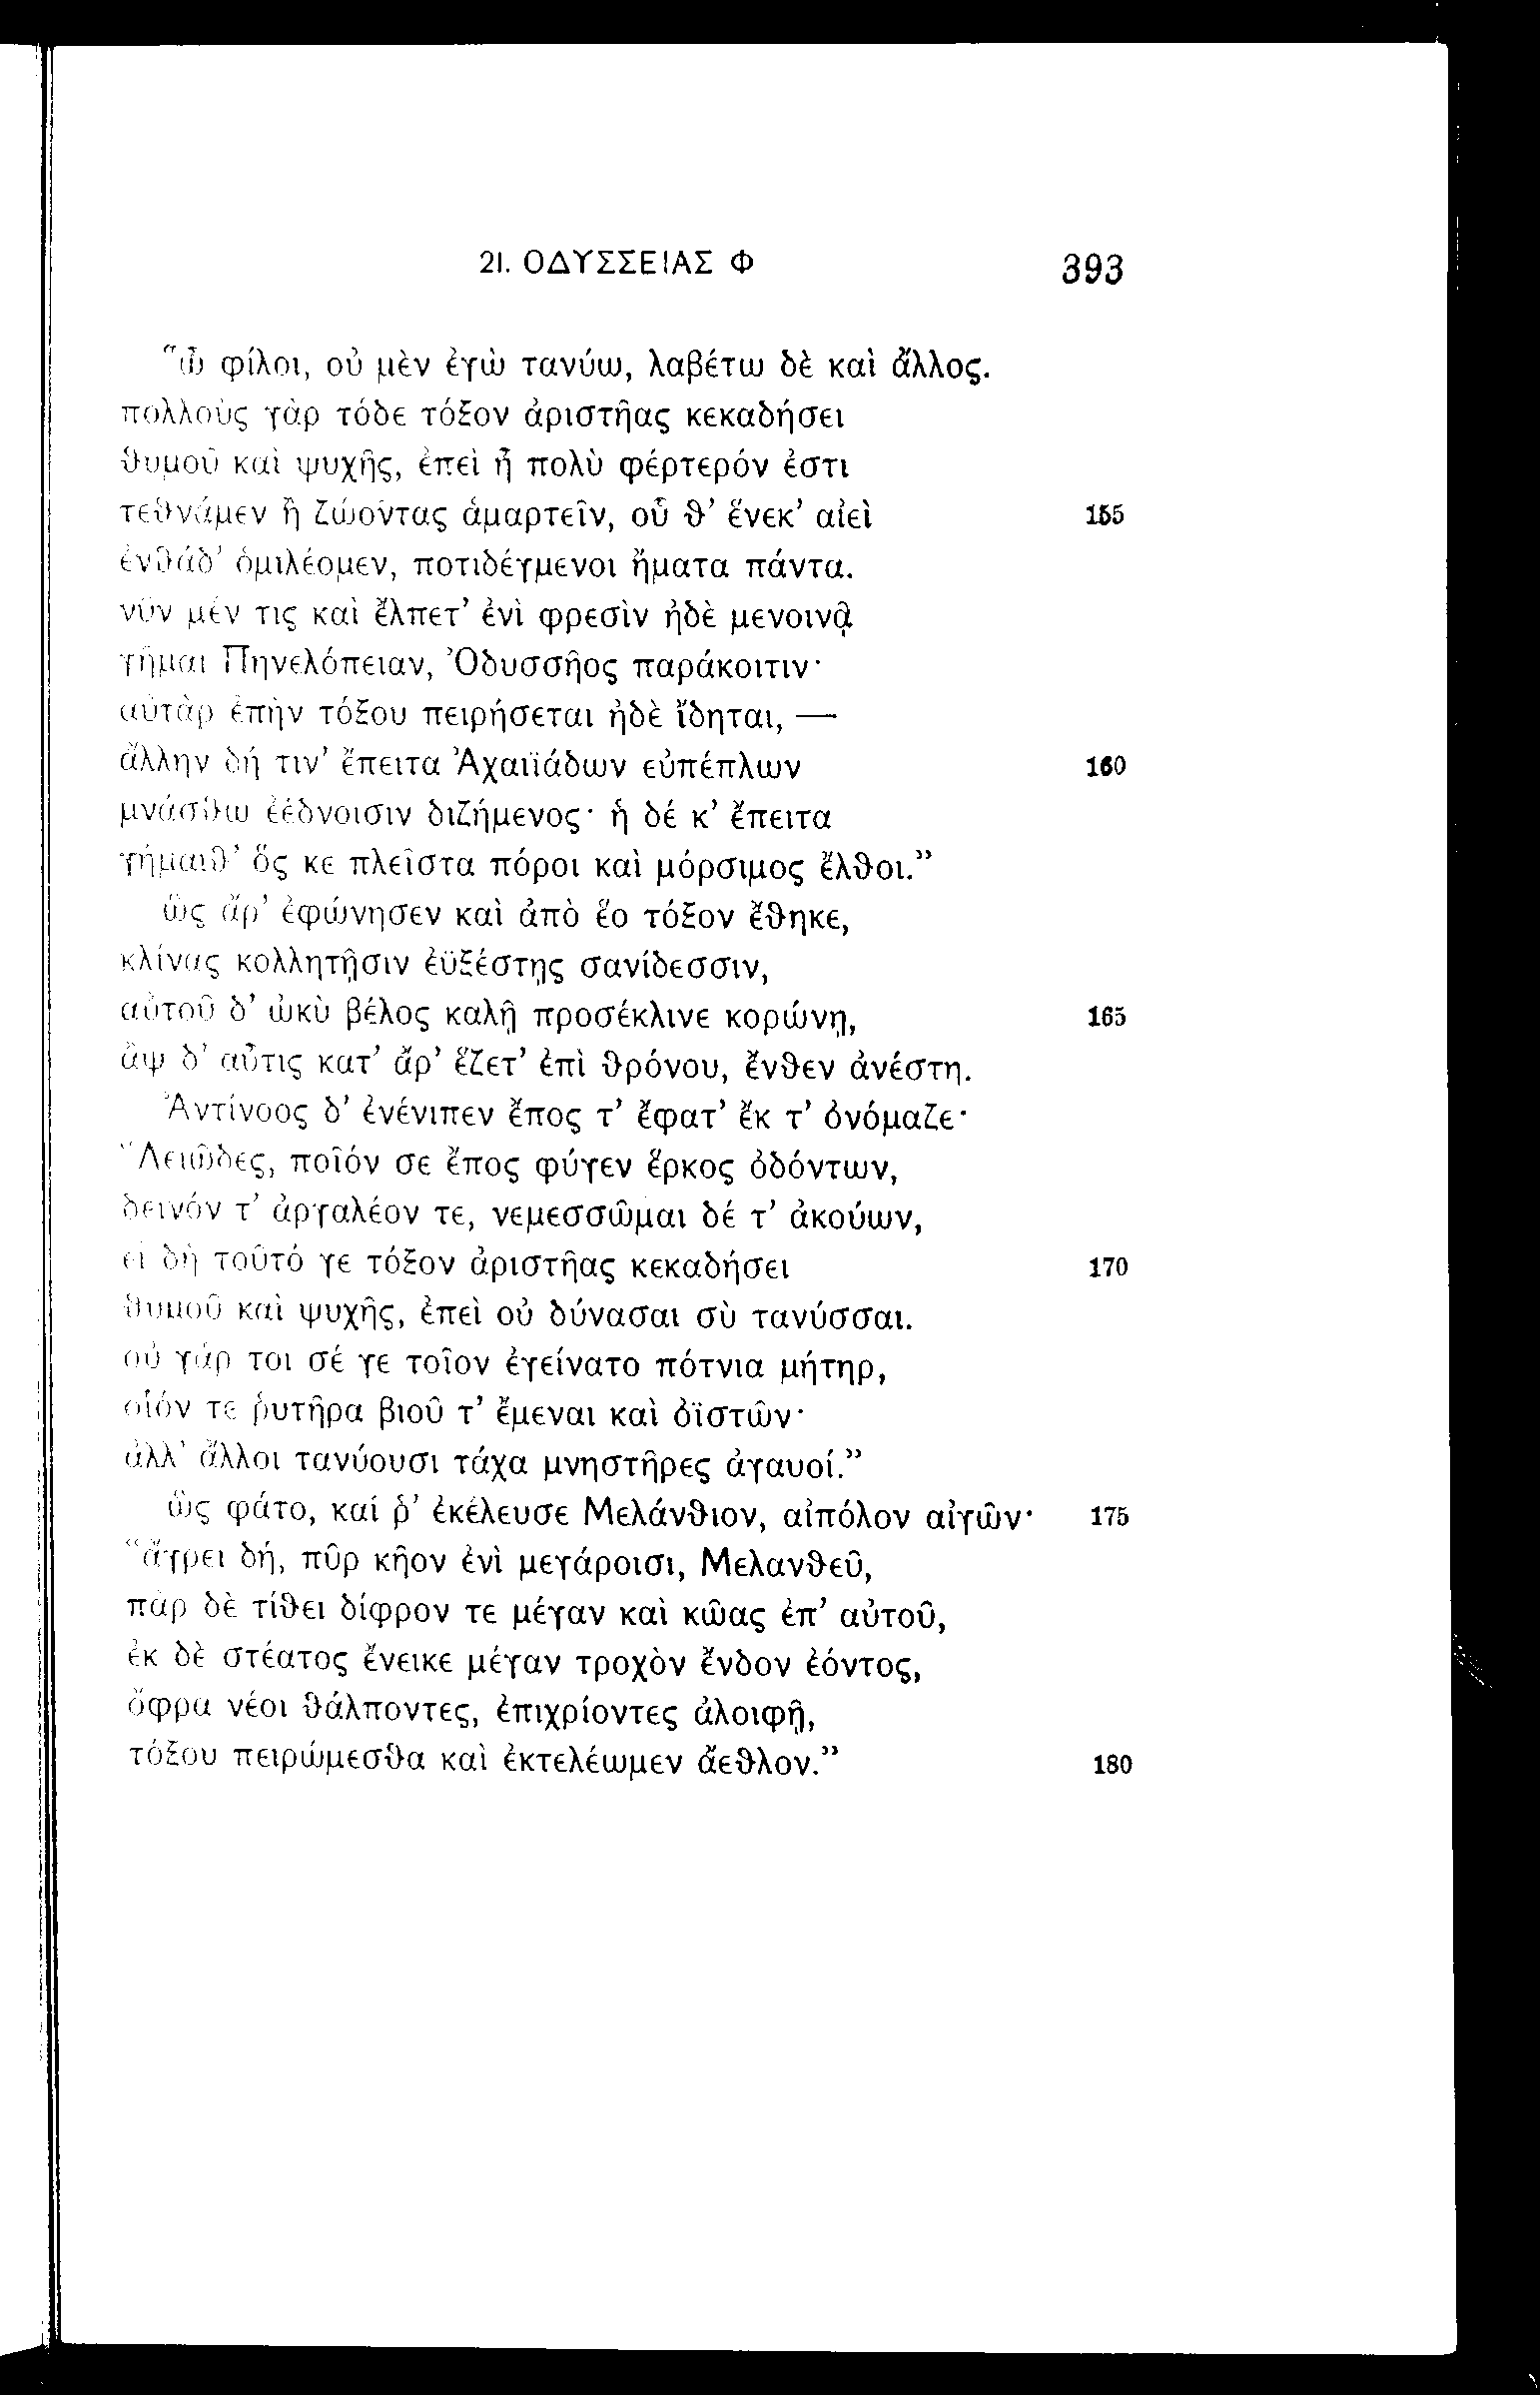 21. ΟΔΥΣΣΕΙΑΣ Φ 393
"ὦ φίλοι, οὐ μὲν ἐγὼ τανύω, λαβέτω δὲ καὶ ἄλλος.
πολλοὺς γὰρ τόδε τόξον ἀριστῆας κεκαδήσει
θυμοῦ καὶ ψυχῆς, ἐπεὶ ἦ πολὺ φέρτερόν ἐστι
τεθνάμεν ἢ ζώοντας ἁμαρτεῖν, οὗ θ’ ἕνεκ’ αἰεὶ 155
ἐνθάδ’ ὁμιλέομεν, ποτιδέγμενοι ἤματα πάντα.
νῦν μέν τις καὶ ἔλπετ’ ἐνὶ φρεσὶν ἠδὲ μενοινᾷ
γῆμαι Πηνελόπειαν, Ὀδυσσῆος παράκοιτιν·
αὐτὰρ ἐπὴν τόξου πειρήσεται ἠδὲ ἴδηται, —
ἄλλην δή τιν’ ἔπειτα Ἀχαιϊάδων εὐπέπλων 160
μνάσθω ἐέδνοισιν διζήμενος· ἡ δέ κ’ ἔπειτα
γήμαιθ’ ὅς κε πλεῖστα πόροι καὶ μόρσιμος ἔλθοι."
ὣς ἄρ’ ἐφώνησεν καὶ ἀπὸ ἕο τόξον ἔθηκε,
κλίνας κολλητῇσιν ἐϋξέστῃς σανίδεσσιν,
αὐτοῦ δ’ ὠκὺ βέλος καλῇ προσέκλινε κορώνῃ, 165
ἂψ δ’ αὖτις κατ’ ἄρ’ ἕζετ’ ἐπὶ θρόνου, ἔνθεν ἀνέστη.
Ἀντίνοος δ’ ἐνένιπεν ἔπος τ’ ἔφατ’ ἔκ τ’ ὀνόμαζε·
"Λειῶδες, ποῖόν σε ἔπος φύγεν ἕρκος ὀδόντων,
δεινόν τ’ ἀργαλέον τε, νεμεσσῶμαι δέ τ’ ἀκούων,
εἰ δὴ τοῦτό γε τόξον ἀριστῆας κεκαδήσει 170
θυμοῦ καὶ ψυχῆς, ἐπεὶ οὐ δύνασαι σὺ τανύσσαι.
οὐ γάρ τοι σέ γε τοῖον ἐγείνατο πότνια μήτηρ,
οἷόν τε ῥυτῆρα βιοῦ τ’ ἔμεναι καὶ ὀϊστῶν·
ἀλλ’ ἄλλοι τανύουσι τάχα μνηστῆρες ἀγαυοί."
ὣς φάτο, καί ῥ’ ἐκέλευσε Μελάνθιον, αἰπόλον αἰγῶν· 175
"ἄγρει δή, πῦρ κῆον ἐνὶ μεγάροισι, Μελανθεῦ,
πὰρ δὲ τίθει δίφρον τε μέγαν καὶ κῶας ἐπ’ αὐτοῦ,
ἐκ δὲ στέατος ἔνεικε μέγαν τροχὸν ἔνδον ἐόντος,
ὄφρα νέοι θάλποντες, ἐπιχρίοντες ἀλοιφῇ,
τόξου πειρώμεσθα καὶ ἐκτελέωμεν ἄεθλον." 180